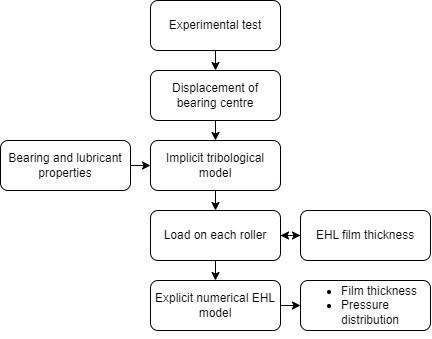 Experimental test
Displacement of
bearing centre
Bearing and lubricant
properties
Implicit tribological
model
Load on each roller
EHL film thickness
Explicit numerical EHL
model
• Film thickness
• Pressure
distribution